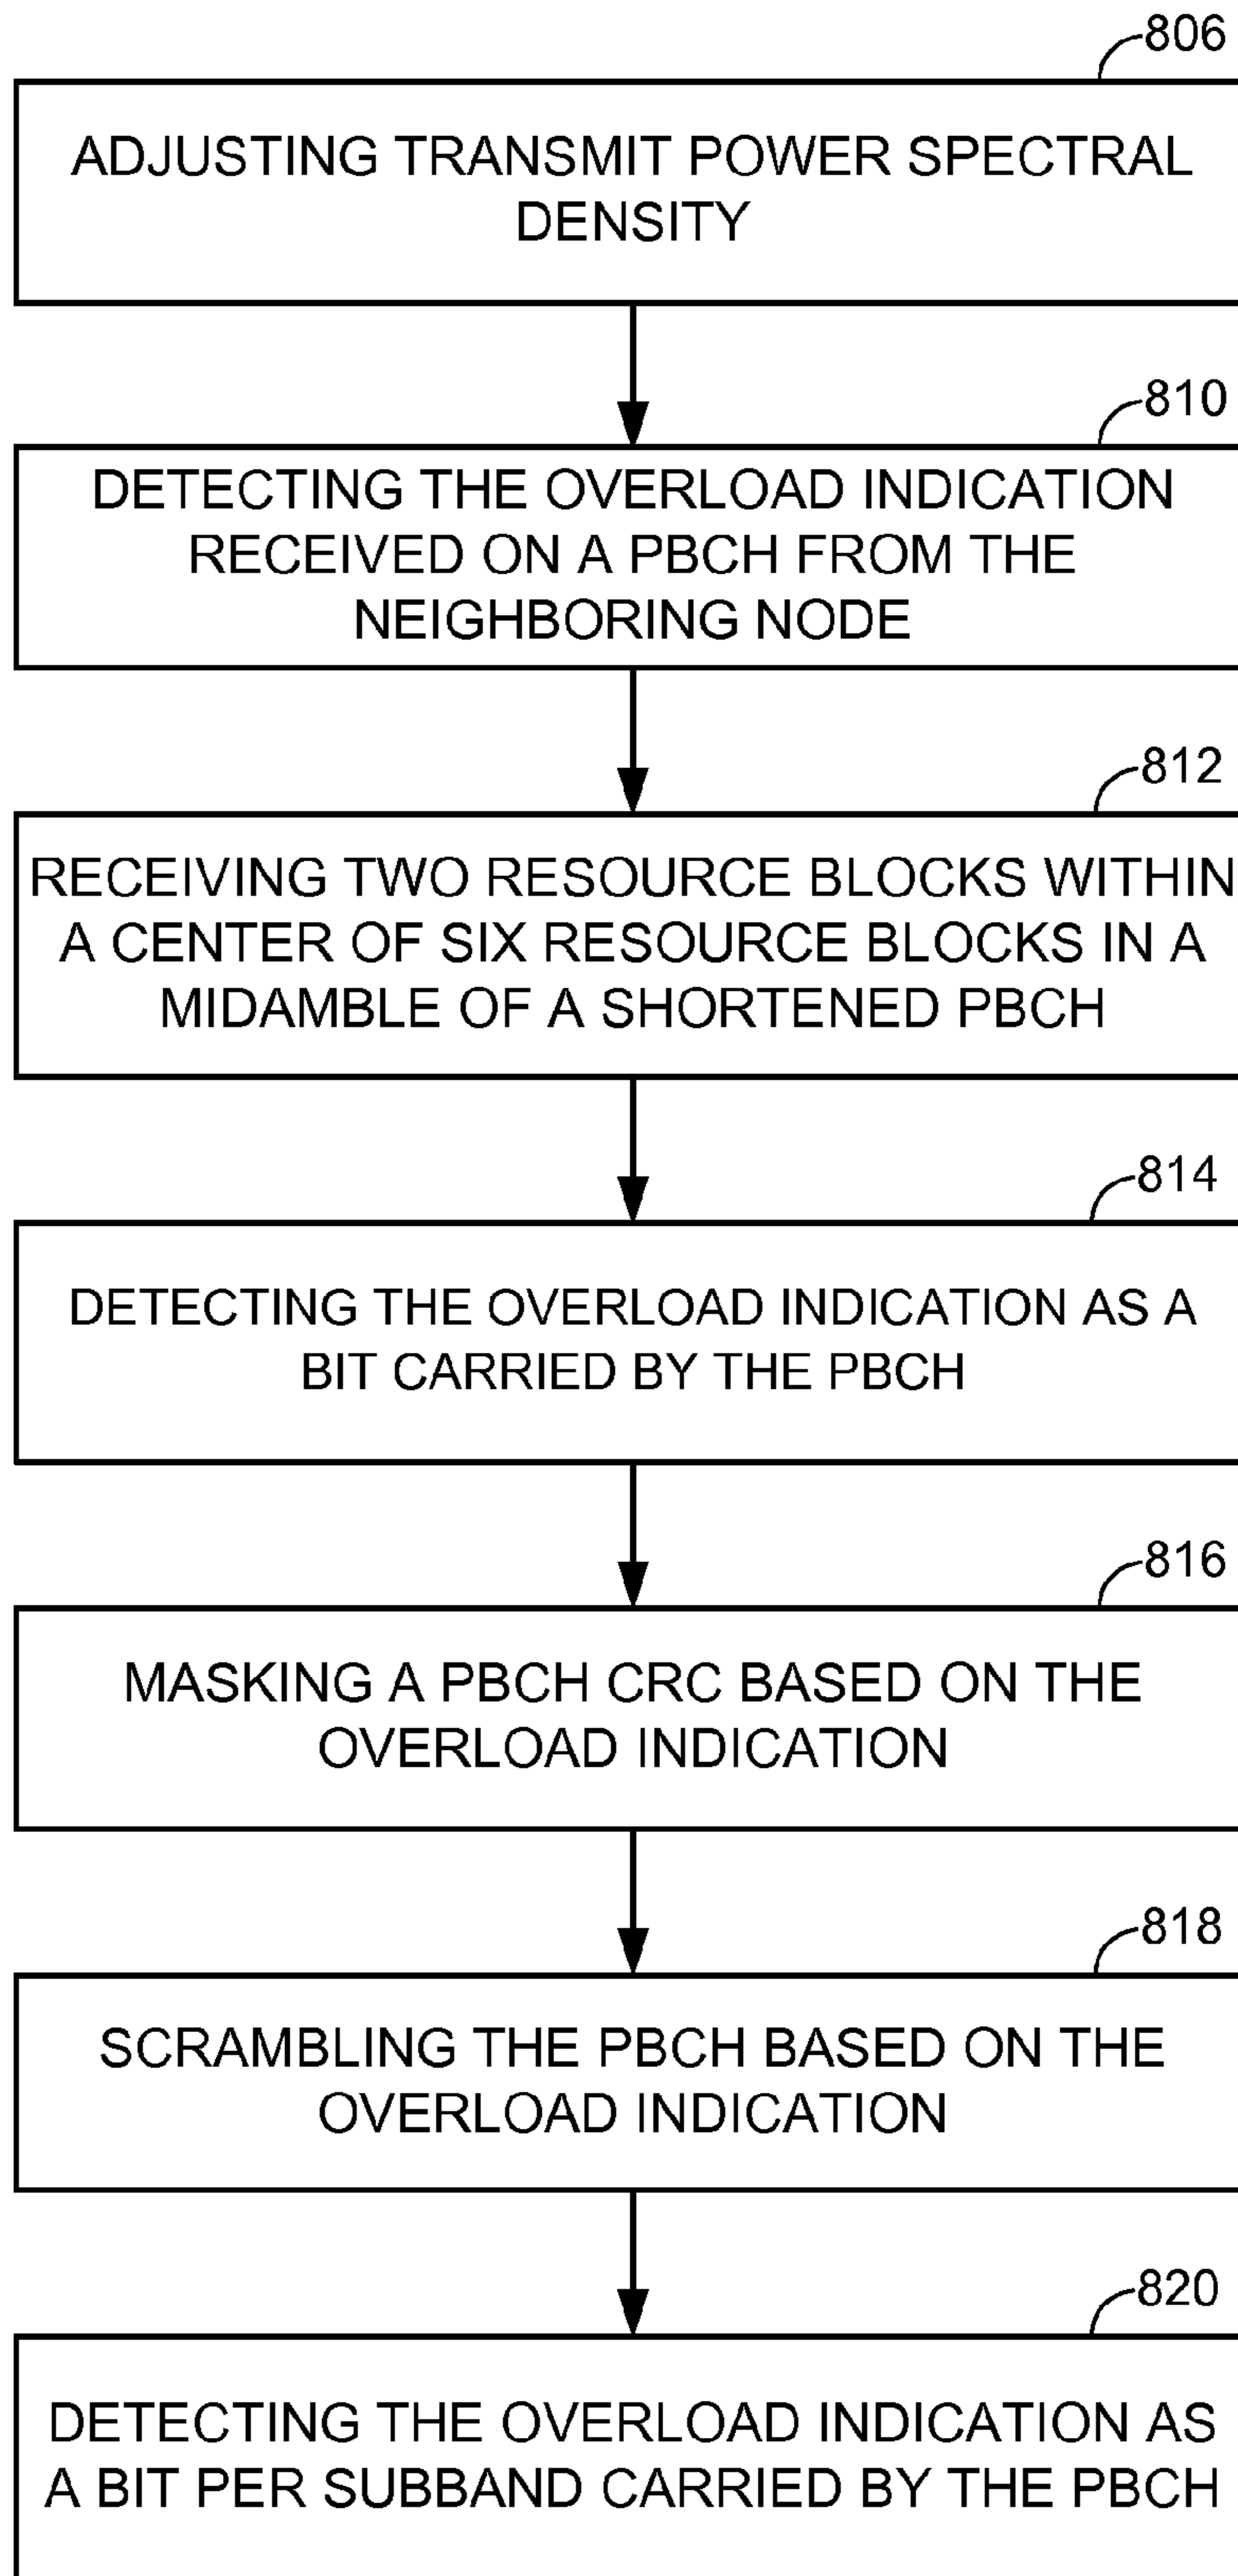 806
ADJUSTING TRANSMIT POWER SPECTRAL
DENSITY
810
DETECTING THE OVERLOAD INDICATION
RECEIVED ON A PBCH FROM THE
NEIGHBORING NODE
812
RECEIVING TWO RESOURCE BLOCKS WITHIN
A CENTER OF SIX RESOURCE BLOCKS IN A
MIDAMBLE OF A SHORTENED PBCH
814
DETECTING THE OVERLOAD INDICATION AS A
BIT CARRIED BY THE PBCH
816
MASKING A PBCH CRC BASED ON THE
OVERLOAD INDICATION
818
SCRAMBLING THE PBCH BASED ON THE
OVERLOAD INDICATION
820
DETECTING THE OVERLOAD INDICATION AS
A BIT PER SUBBAND CARRIED BY THE PBCH